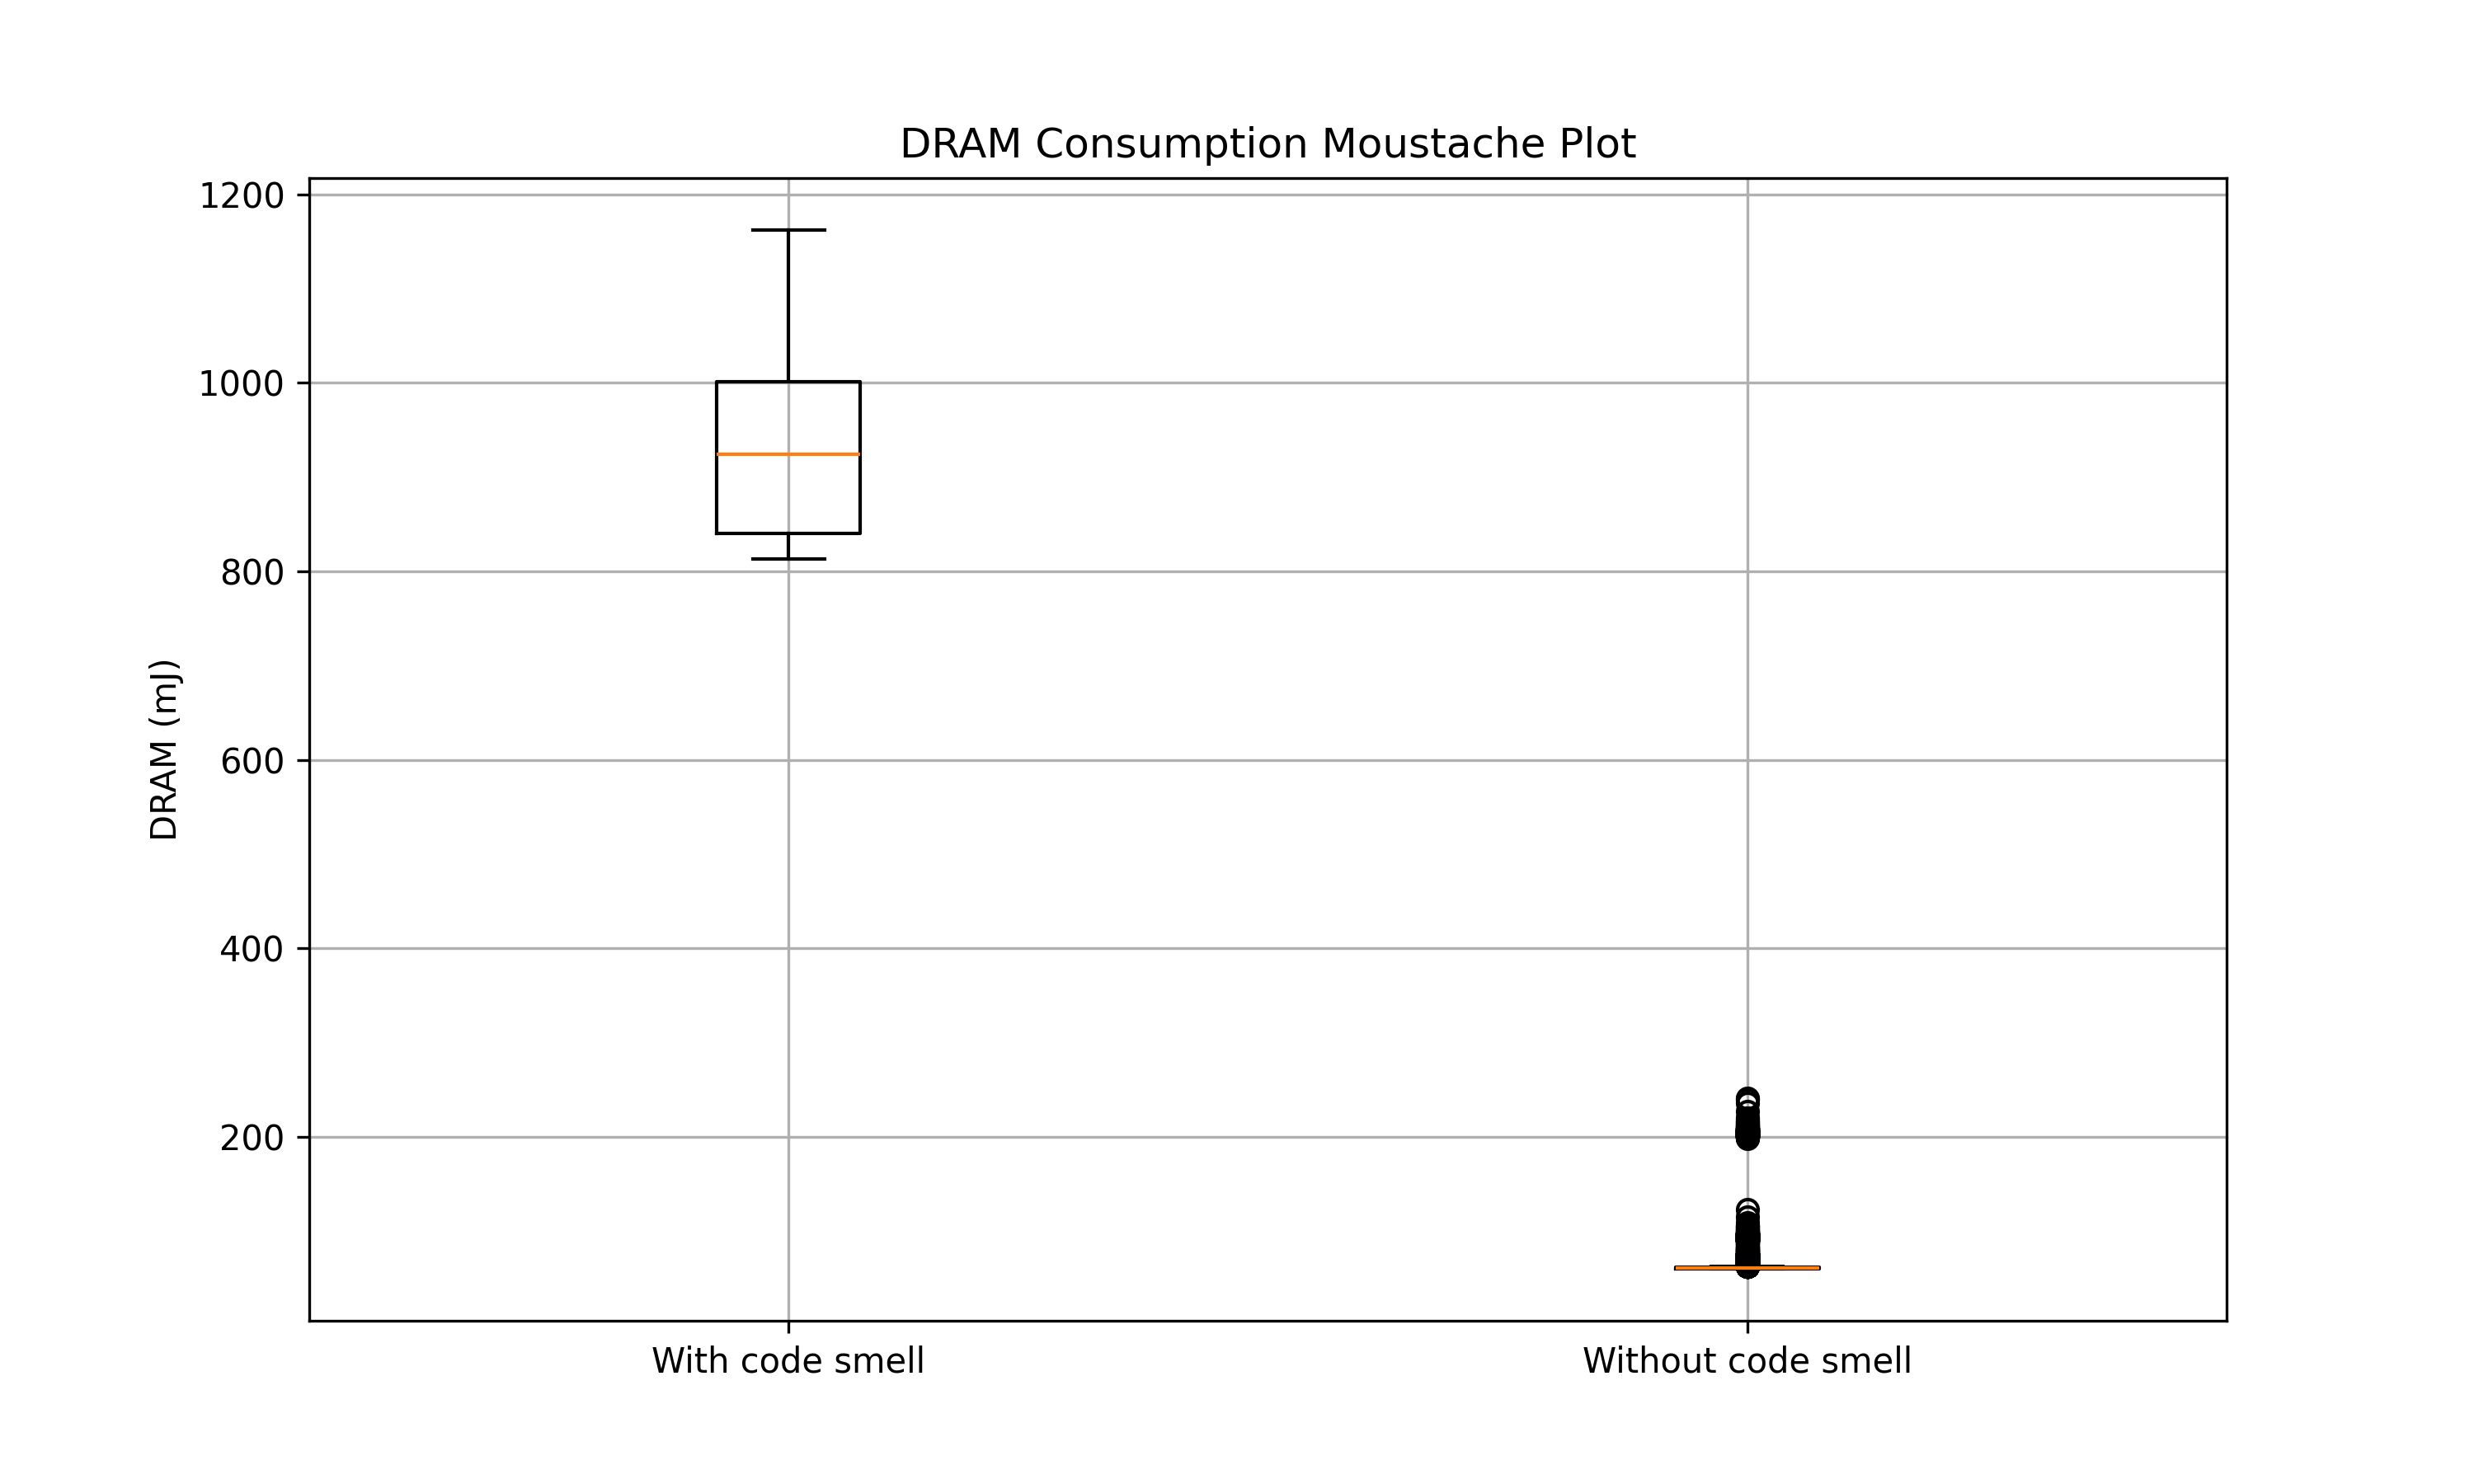 DRAM Consumption Moustache Plot
1200
1000
800
600
400
200
DRAM (mJ)
With code smell
Without code smell